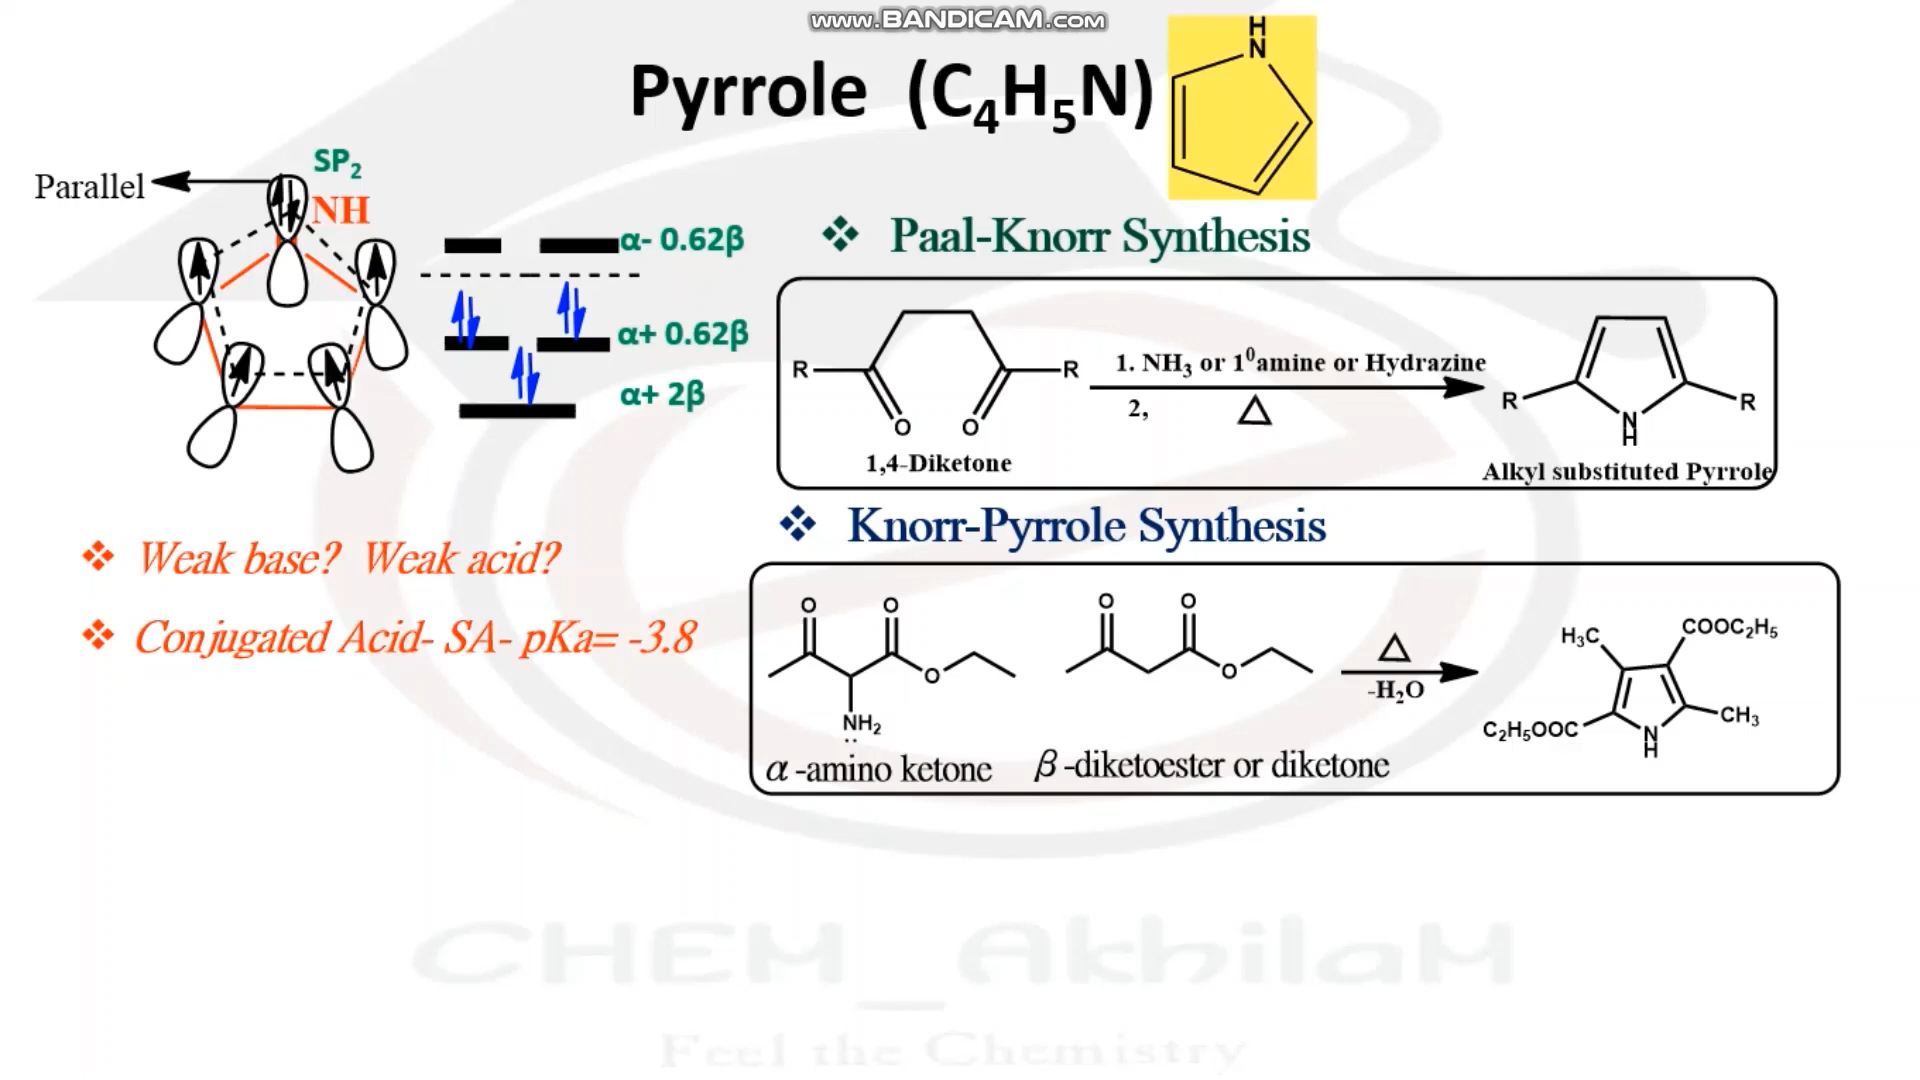 www.BANDICAM.com
Pyrrole (C₄H₅N)
H
N
SP₂
Parallel
NH
α- 0.62β
α+ 0.62β
α+ 2β
❖ Paal-Knorr Synthesis
R
R
O
O
1,4-Diketone
1. NH₃ or 1⁰amine or Hydrazine
2, △
R
R
N
H
Alkyl substituted Pyrrole
❖ Weak base? Weak acid?
❖ Conjugated Acid- SA- pKa= -3.8
❖ Knorr-Pyrrole Synthesis
O
O
O
NH₂
α -amino ketone
O
O
O
β -diketoester or diketone
△
-H₂O
H₃C
COOC₂H₅
C₂H₅OOC
CH₃
N
H
CHEM_AkhilaM
Feel the Chemistry